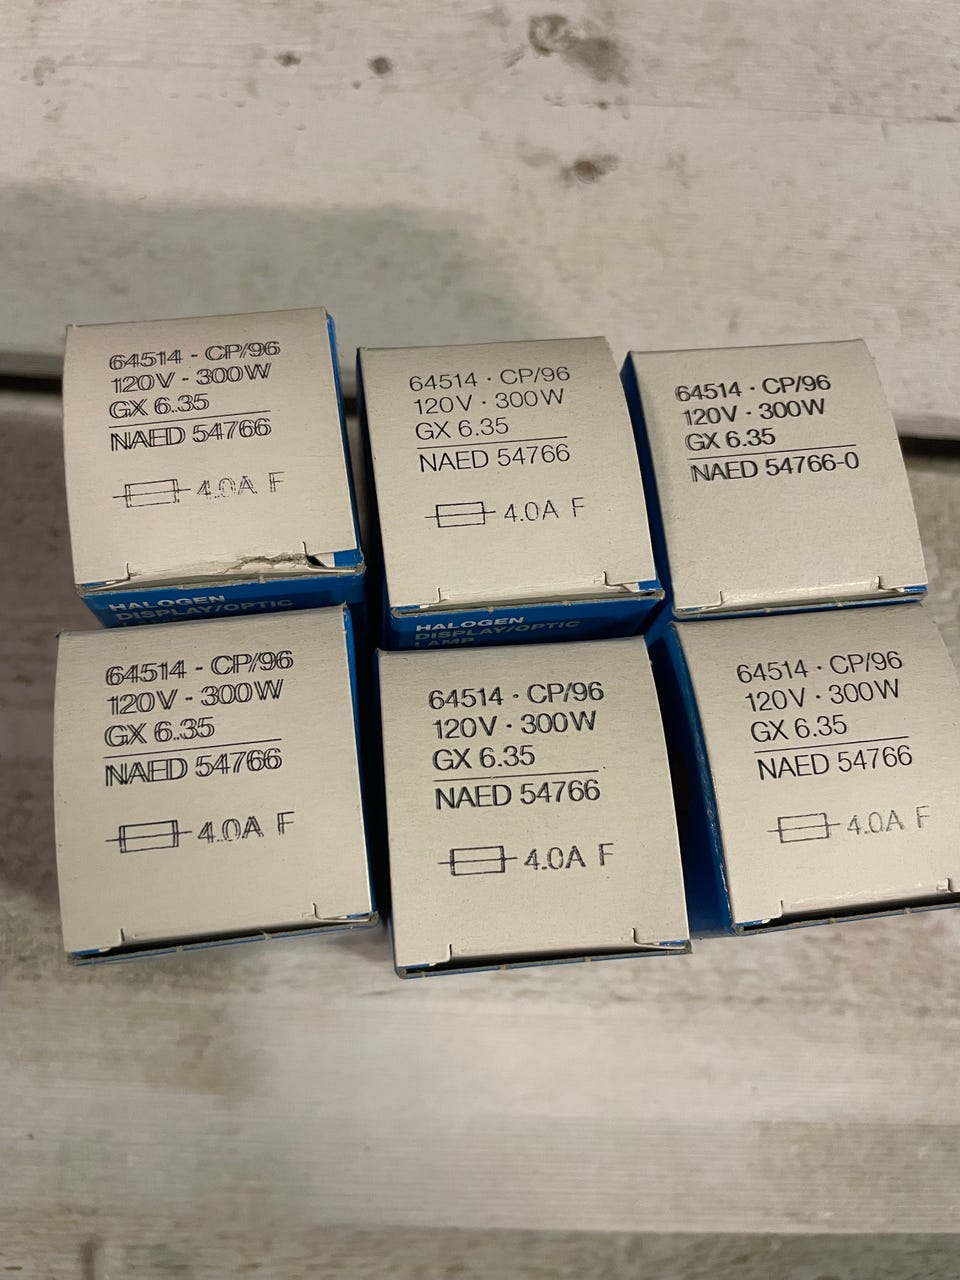 64514 - CP/96
120V - 300W
GX 6.35
NAED 54766
4.0A F
HALOGEN
DISPLAY/OPTIC
64514 · CP/96
120V · 300W
GX 6.35
NAED 54766
4.0A F
HALOGEN
DISPLAY/OPTIC
LAMP
64514 · CP/96
120V · 300W
GX 6.35
NAED 54766-0
64514 - CP/96
120V - 300W
GX 6.35
NAED 54766
4.0A F
64514 · CP/96
120V · 300W
GX 6.35
NAED 54766
4.0A F
64514 · CP/96
120V · 300W
GX 6.35
NAED 54766
4.0A F